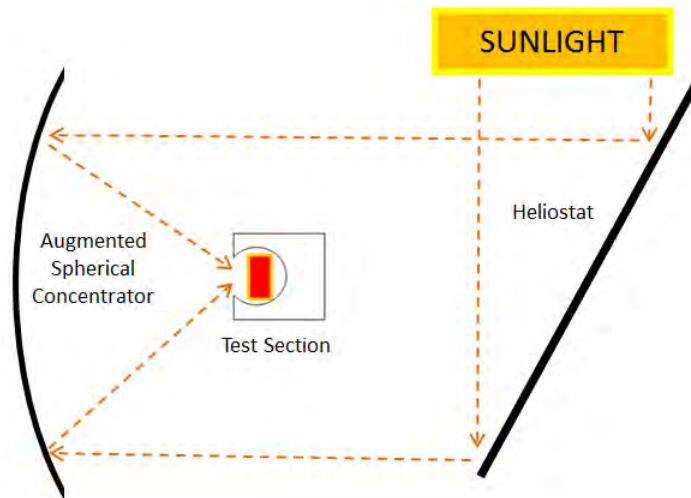 SUNLIGHT
Heliostat
Augmented
Spherical
Concentrator
Test Section